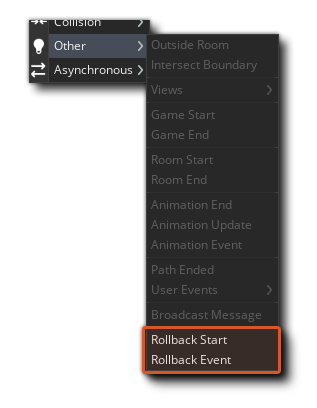 Collision
Other
Asynchronous
Outside Room
Intersect Boundary
Views
Game Start
Game End
Room Start
Room End
Animation End
Animation Update
Animation Event
Path Ended
User Events
Broadcast Message
Rollback Start
Rollback Event